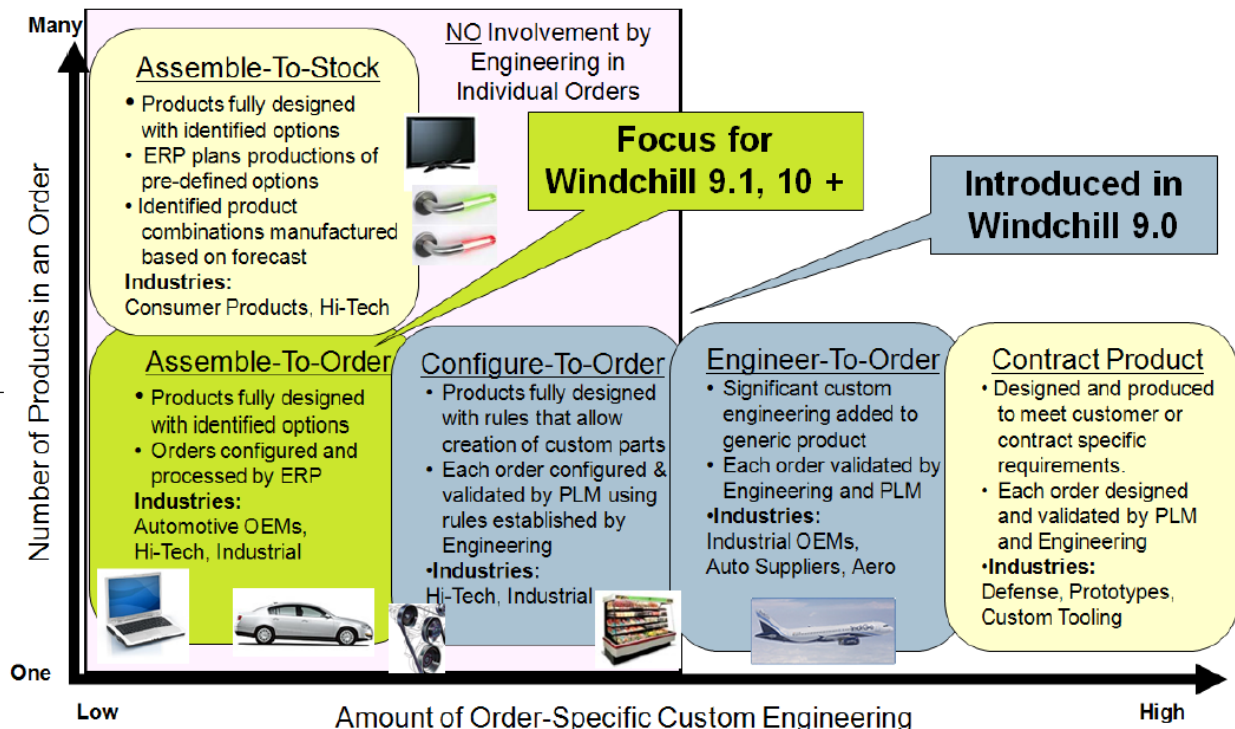 Many
NO Involvement by
Engineering in
Individual Orders
Assemble-To-Stock
• Products fully designed
with identified options
• ERP plans productions of
pre-defined options
• Identified product
combinations manufactured
based on forecast
Industries:
Consumer Products, Hi-Tech
Focus for
Windchill 9.1, 10 +
Introduced in
Windchill 9.0
Number of Products in an Order
Assemble-To-Order
• Products fully designed
with identified options
• Orders configured and
processed by ERP
Industries:
Automotive OEMs,
Hi-Tech, Industrial
Configure-To-Order
• Products fully designed
with rules that allow
creation of custom parts
• Each order configured &
validated by PLM using
rules established by
Engineering
•Industries:
Hi-Tech, Industrial
Engineer-To-Order
• Significant custom
engineering added to
generic product
• Each order validated by
Engineering and PLM
•Industries:
Industrial OEMs,
Auto Suppliers, Aero
IndiGo
Contract Product
• Designed and produced
to meet customer or
contract specific
requirements.
• Each order designed
and validated by PLM
and Engineering
•Industries:
Defense, Prototypes,
Custom Tooling
One
Low
Amount of Order-Specific Custom Engineering
High